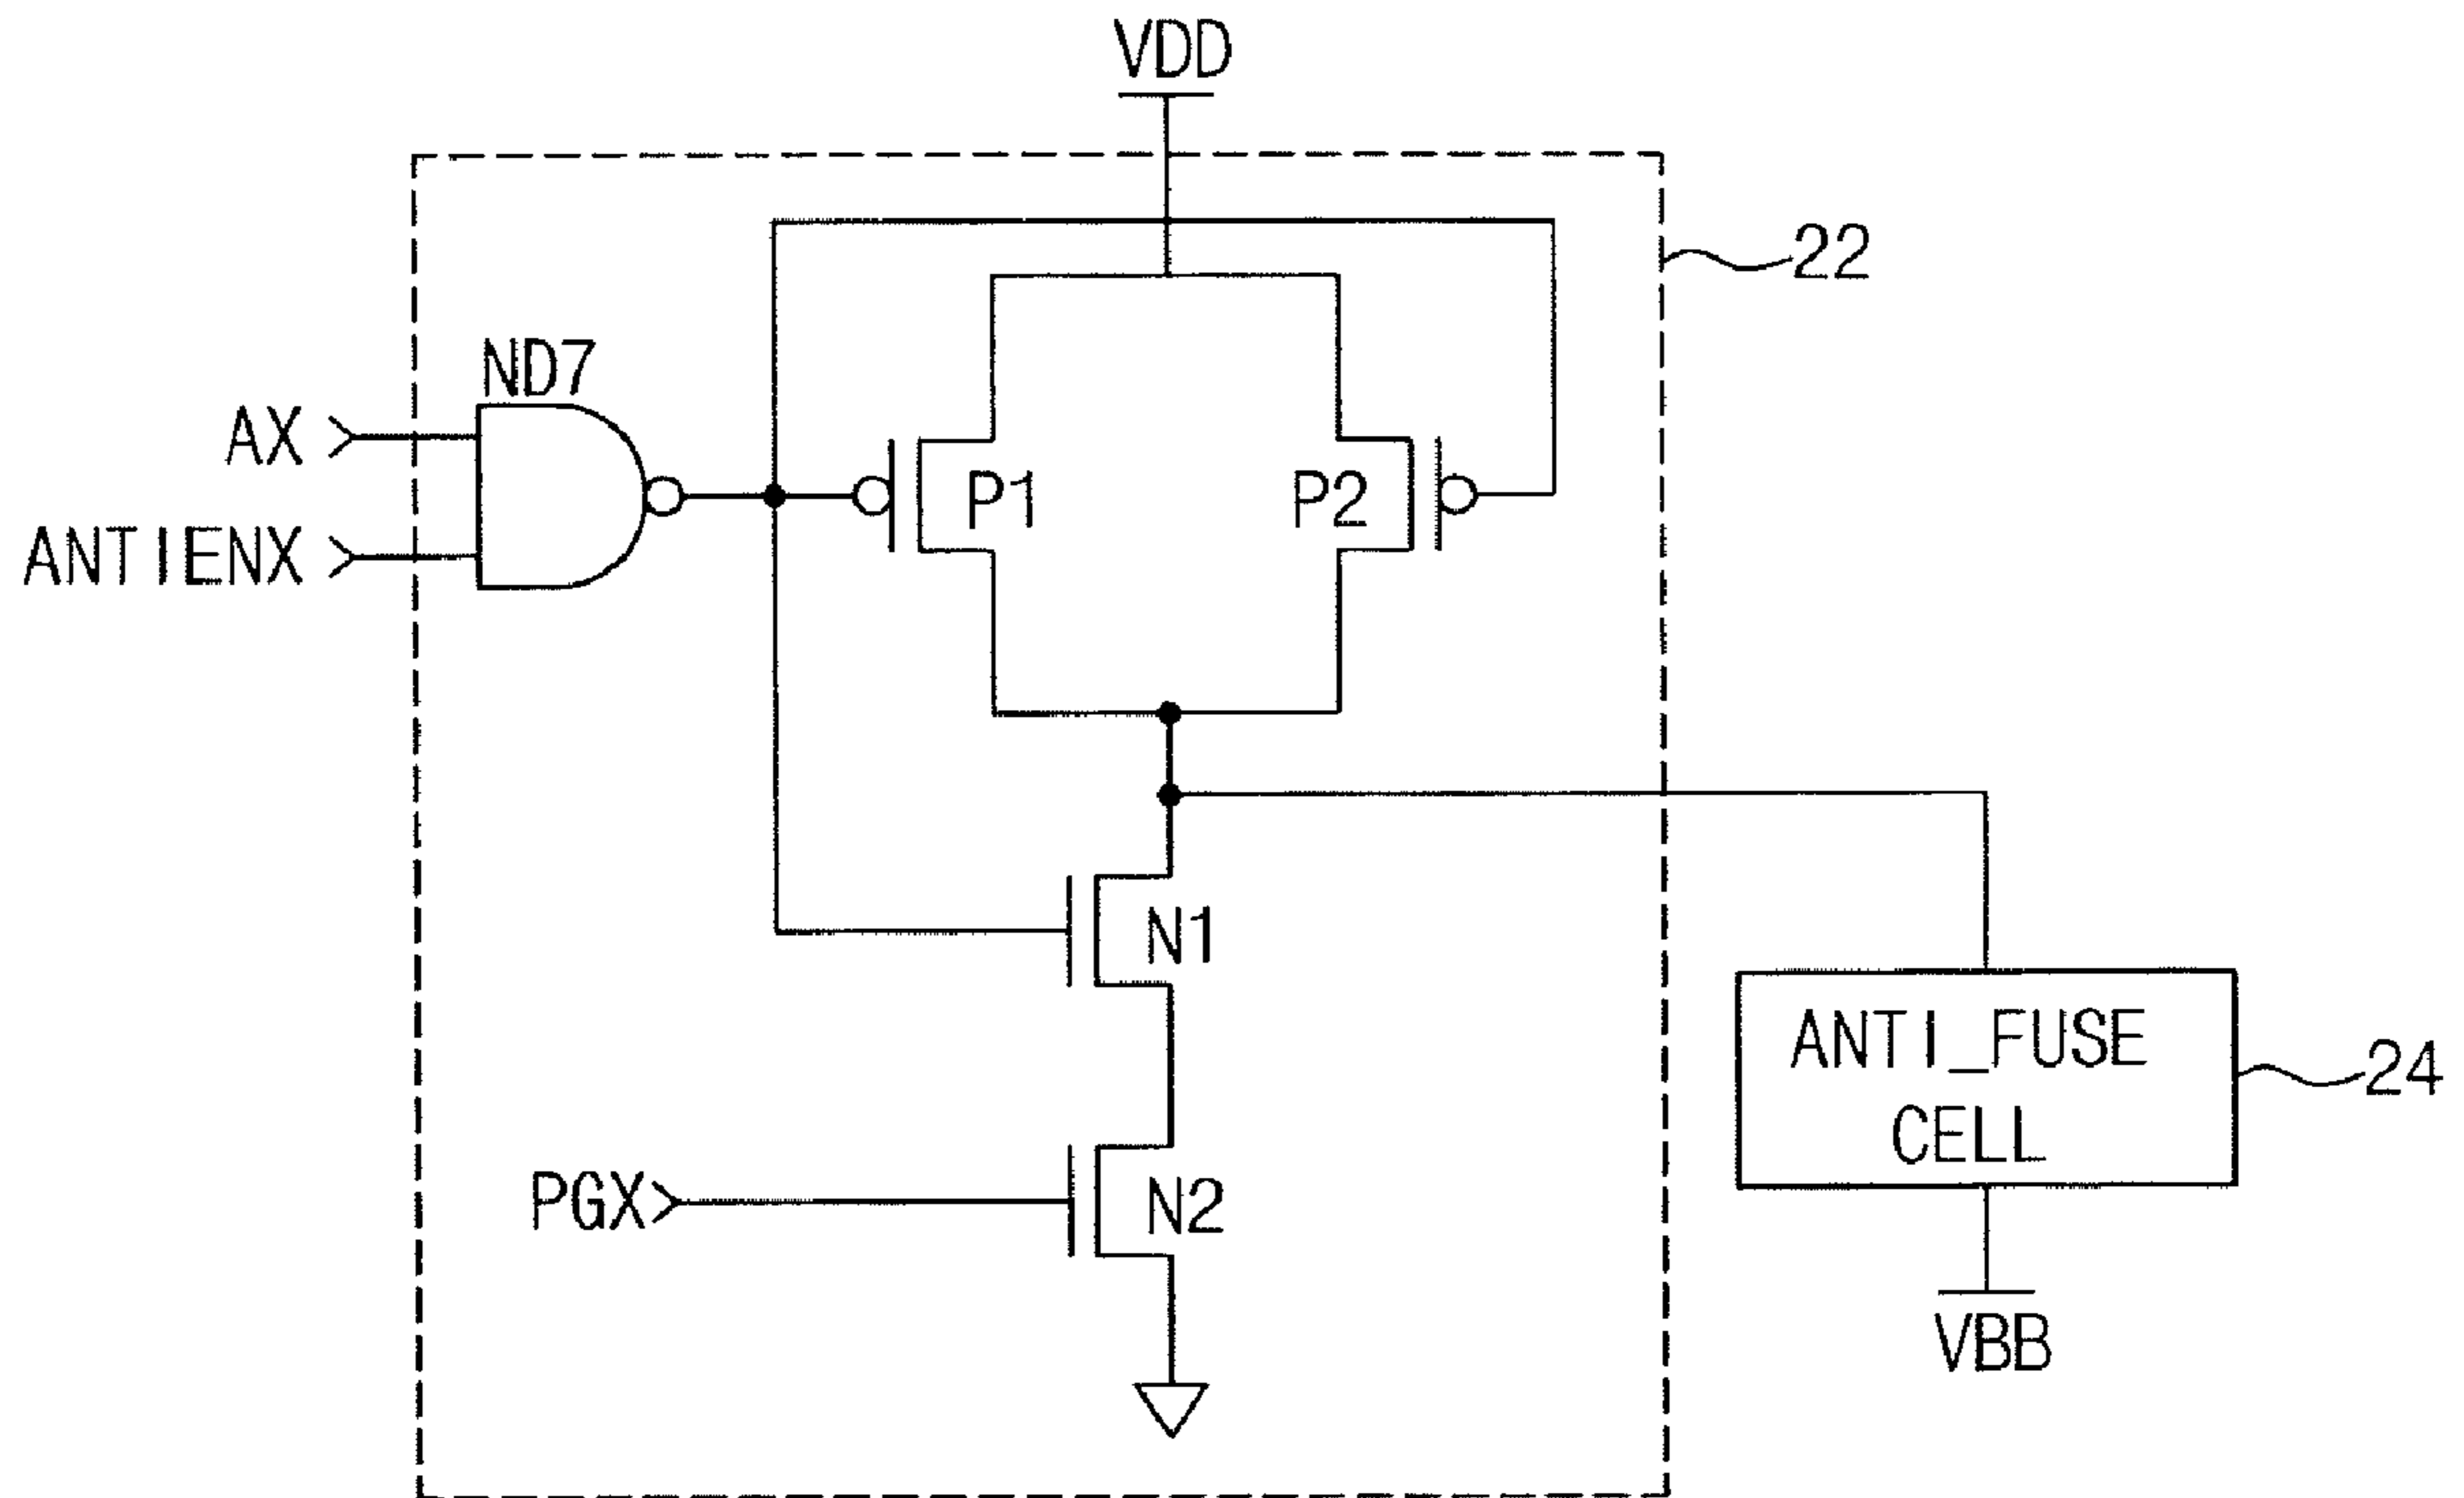 VDD
22
ND7
AX
ANTIENX
P1
P2
N1
ANTI_FUSE
CELL
24
PGX
N2
VBB